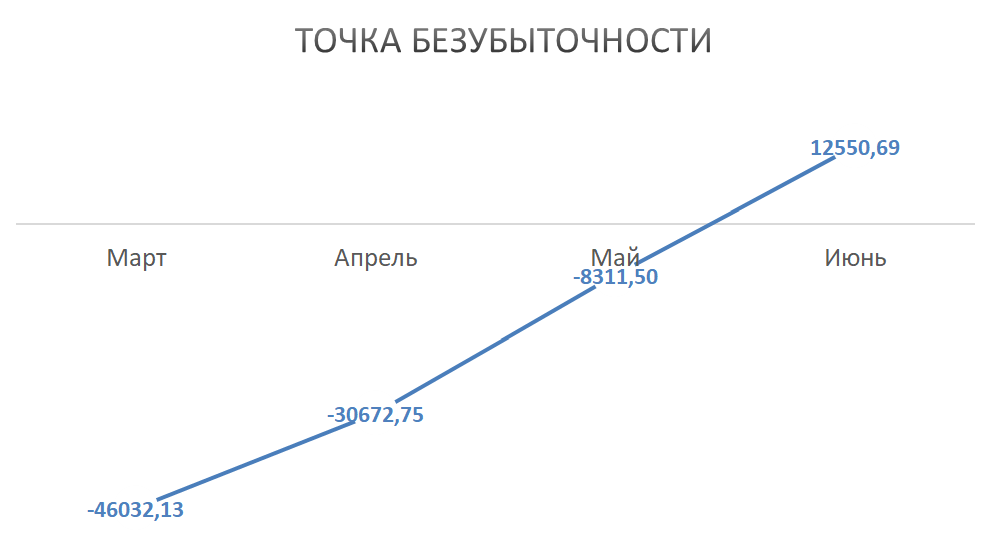 ТОЧКА БЕЗУБЫТОЧНОСТИ
12550,69
Март Апрель Май Июнь
-8311,50
-30672,75
-46032,13